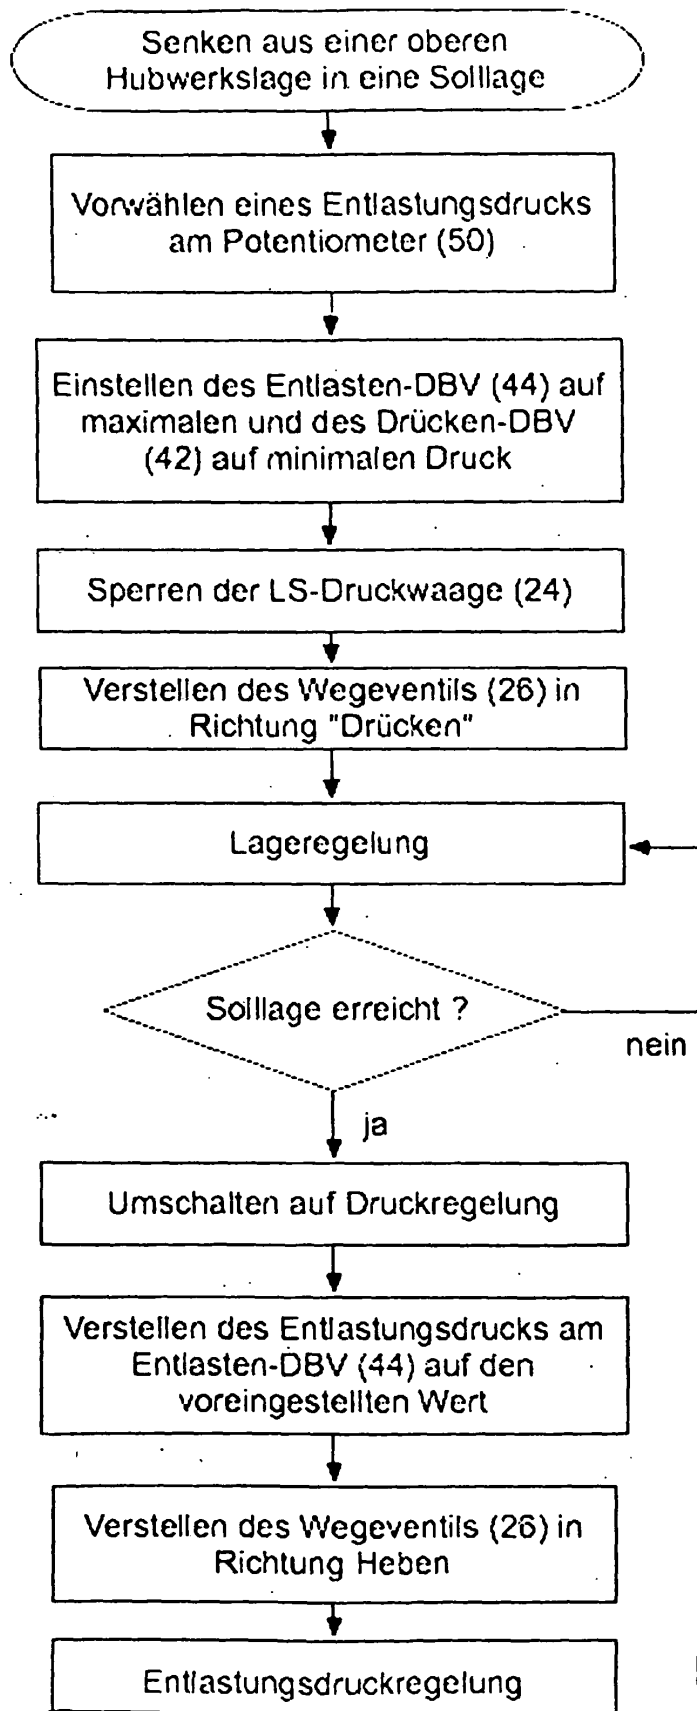 Senken aus einer oberen
Hubwerkslage in eine Solllage
Vorwählen eines Entlastungsdrucks
am Potentiometer (50)
Einstellen des Entlasten-DBV (44) auf
maximalen und des Drücken-DBV
(42) auf minimalen Druck
Sperren der LS-Druckwaage (24)
Verstellen des Wegeventils (26) in
Richtung "Drücken"
Lageregelung
Solllage erreicht ?
nein
ja
Umschalten auf Druckregelung
Verstellen des Entlastungsdrucks am
Entlasten-DBV (44) auf den
voreingestellten Wert
Verstellen des Wegeventils (26) in
Richtung Heben
Entlastungsdruckregelung